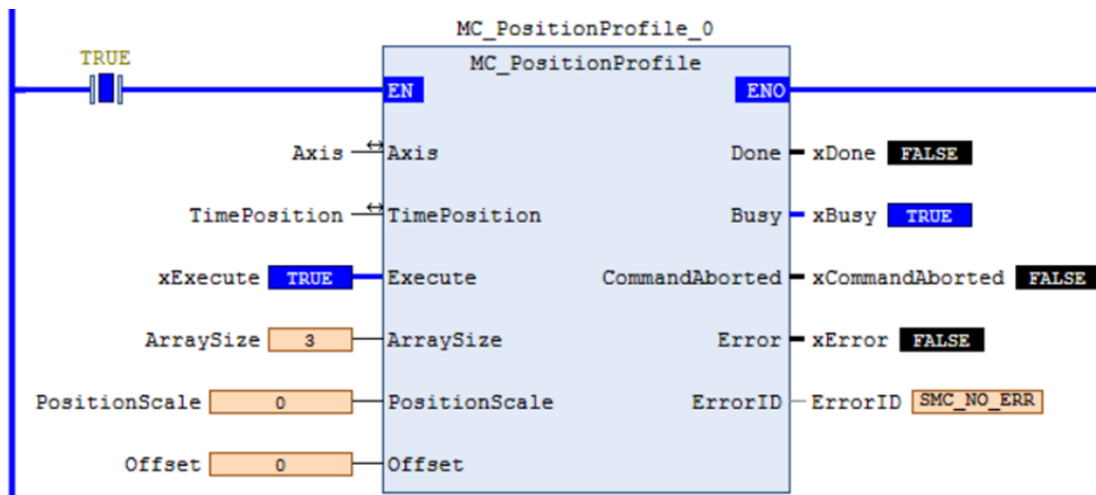 MC_PositionProfile_0
TRUE
MC_PositionProfile
EN ENO
Axis Axis Done xDone FALSE
TimePosition TimePosition Busy xBusy TRUE
xExecute TRUE Execute CommandAborted xCommandAborted FALSE
ArraySize 3 ArraySize Error xError FALSE
PositionScale 0 PositionScale ErrorID ErrorID SMC_NO_ERR
Offset 0 Offset